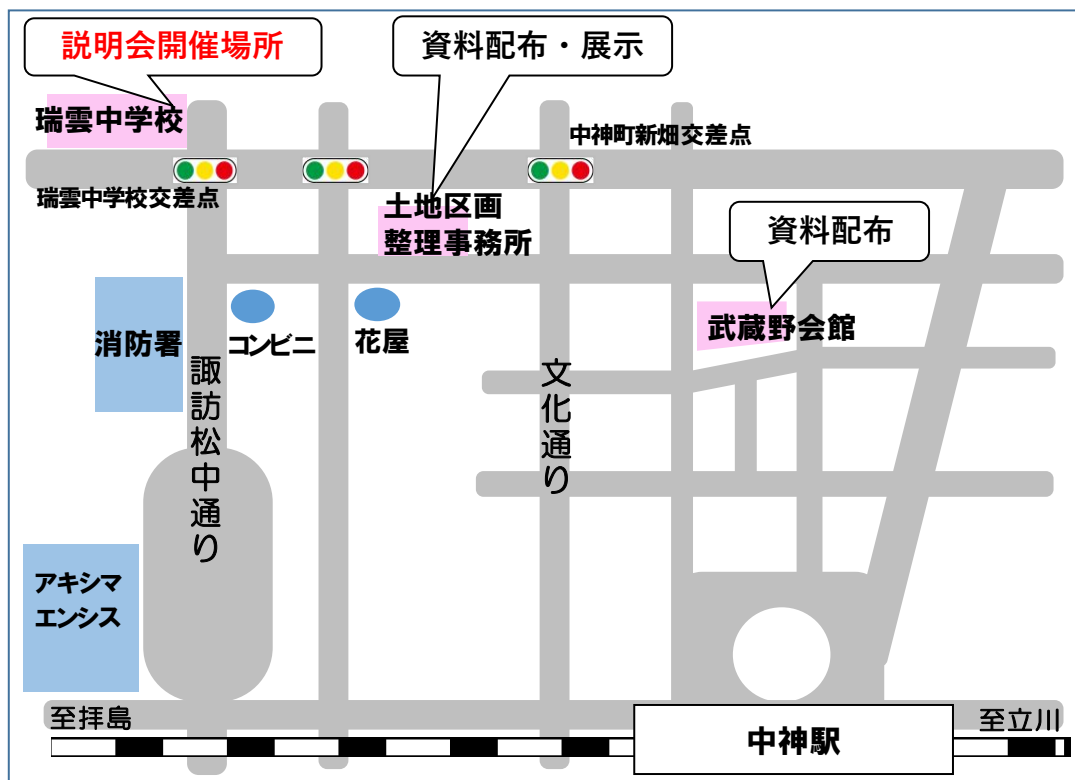 説明会開催場所
資料配布・展示
瑞雲中学校
中神町新畑交差点
瑞雲中学校交差点
土地区画
整理事務所
資料配布
消防署
コンビニ
花屋
武蔵野会館
諏訪松中通り
文化通り
アキシマ
エンシス
至拝島
至立川
中神駅